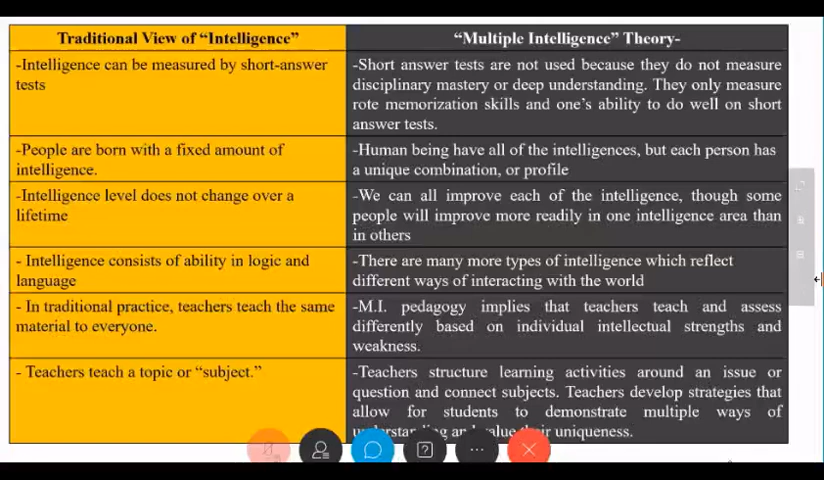 Traditional View of “Intelligence”
“Multiple Intelligence” Theory-
-Intelligence can be measured by short-answer
tests
-Short answer tests are not used because they do not measure
disciplinary mastery or deep understanding. They only measure
rote memorization skills and one’s ability to do well on short
answer tests.
-People are born with a fixed amount of
intelligence.
-Human being have all of the intelligences, but each person has
a unique combination, or profile
-Intelligence level does not change over a
lifetime
-We can all improve each of the intelligence, though some
people will improve more readily in one intelligence area than
in others
- Intelligence consists of ability in logic and
language
-There are many more types of intelligence which reflect
different ways of interacting with the world
- In traditional practice, teachers teach the same
material to everyone.
-M.I. pedagogy implies that teachers teach and assess
differently based on individual intellectual strengths and
weakness.
- Teachers teach a topic or “subject.”
-Teachers structure learning activities around an issue or
question and connect subjects. Teachers develop strategies that
allow for students to demonstrate multiple ways of
uniqueness.